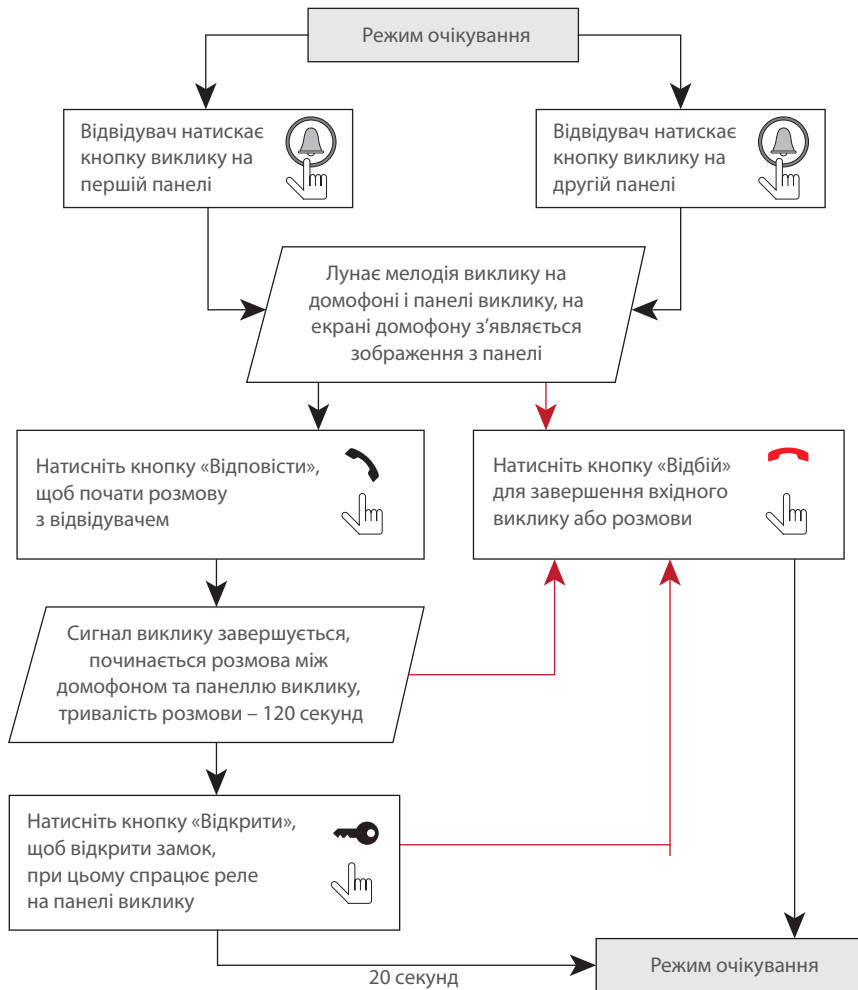 Режим очікування
Відвідувач натискає
кнопку виклику на
першій панелі
Відвідувач натискає
кнопку виклику на
другій панелі
Лунає мелодія виклику на
домофоні і панелі виклику, на
екрані домофону з’являється
зображення з панелі
Натисніть кнопку «Відповісти»,
щоб почати розмову
з відвідувачем
Натисніть кнопку «Відбій»
для завершення вхідного
виклику або розмови
Сигнал виклику завершується,
починається розмова між
домофоном та панеллю виклику,
тривалість розмови – 120 секунд
Натисніть кнопку «Відкрити»,
щоб відкрити замок,
при цьому спрацює реле
на панелі виклику
20 секунд
Режим очікування